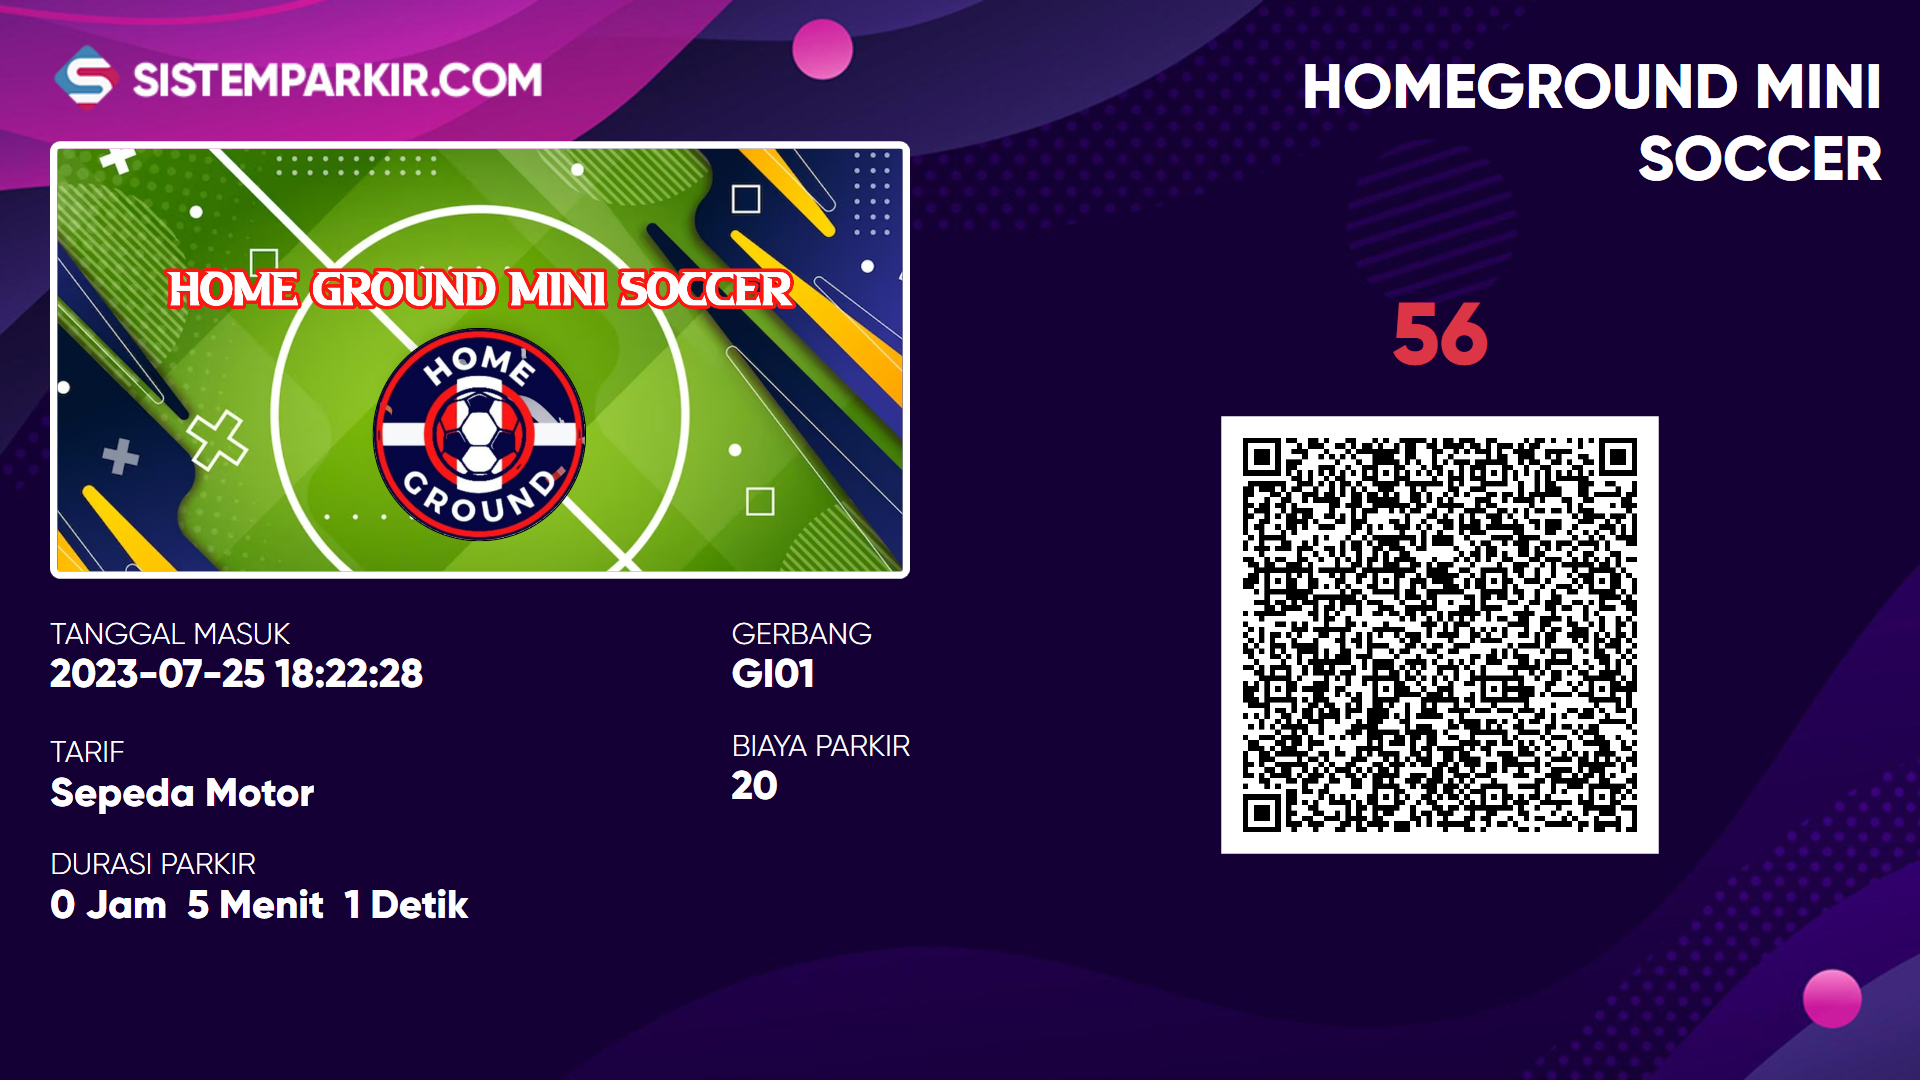 SISTEMPARKIR.COM
HOMEGROUND MINI
SOCCER
HOME GROUND MINI SOCCER
HOME
GROUND
56
TANGGAL MASUK
2023-07-25 18:22:28
GERBANG
GI01
TARIF
Sepeda Motor
BIAYA PARKIR
20
DURASI PARKIR
0 Jam 5 Menit 1 Detik